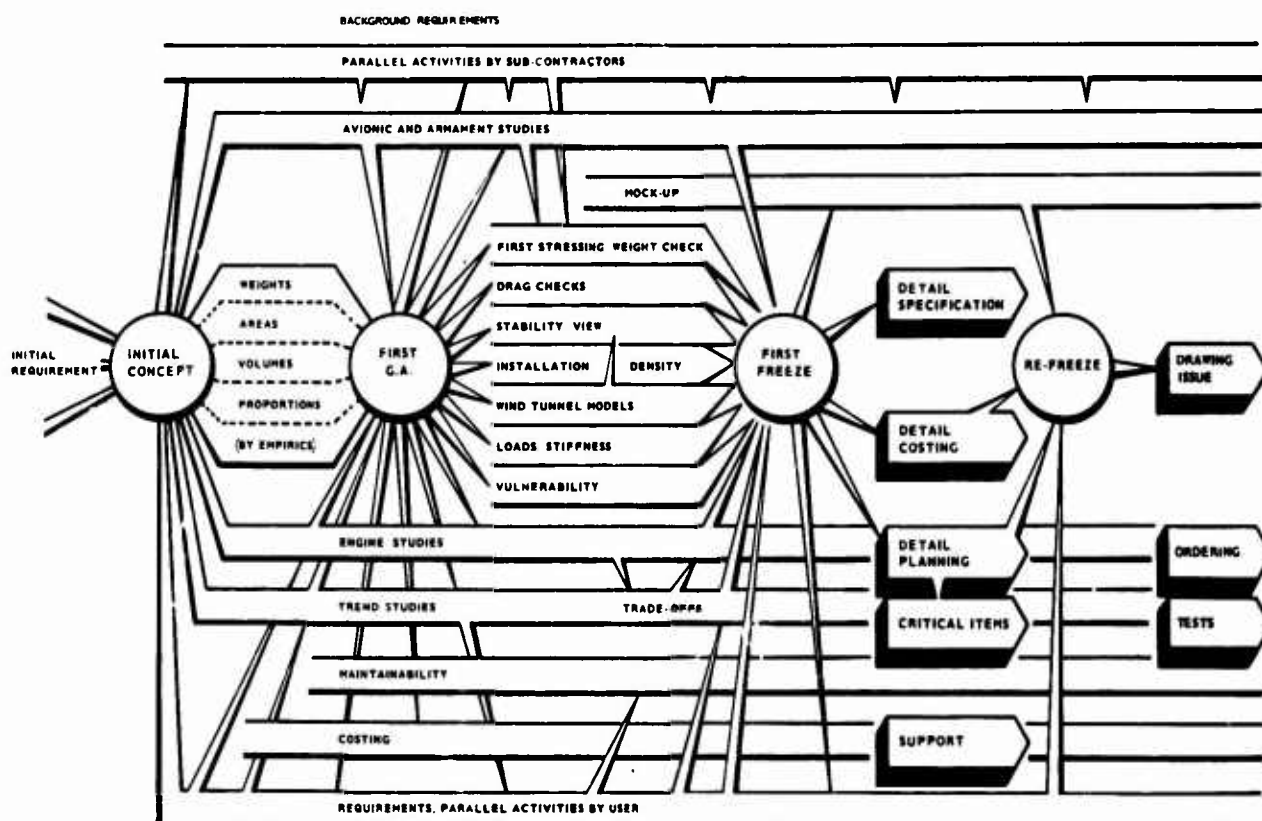 BACKGROUND REQUIREMENTS
PARALLEL ACTIVITIES BY SUB-CONTRACTORS
AVIONIC AND ARMAMENT STUDIES
MOCK-UP
INITIAL
REQUIREMENT
INITIAL
CONCEPT
WEIGHTS
AREAS
VOLUMES
PROPORTIONS
(BY EMPIRICS)
FIRST
G.A.
FIRST STRESSING WEIGHT CHECK
DRAG CHECKS
STABILITY VIEW
INSTALLATION
DENSITY
WIND TUNNEL MODELS
LOADS STIFFNESS
VULNERABILITY
FIRST
FREEZE
DETAIL
SPECIFICATION
DETAIL
COSTING
DETAIL
PLANNING
CRITICAL ITEMS
SUPPORT
RE-FREEZE
DRAWING
ISSUE
ORDERING
TESTS
ENGINE STUDIES
TREND STUDIES
TRADE-OFFS
MAINTAINABILITY
COSTING
REQUIREMENTS, PARALLEL ACTIVITIES BY USER